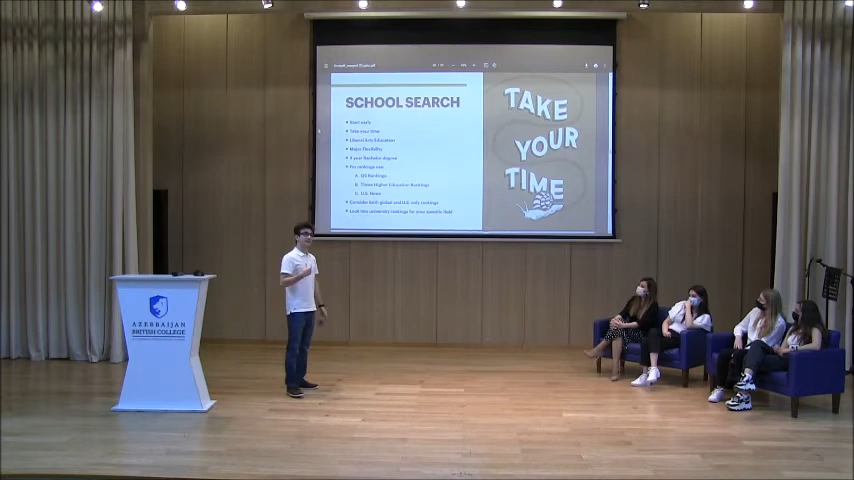 SCHOOL SEARCH
Start early
Take your time
Liberal Arts Education
Major Flexibility
4 year Bachelor degree
For rankings use:
A. QS Rankings
B. Times Higher Education Rankings
C. U.S. News
Consider both global and U.S. only rankings
Look into university rankings for your specific field
TAKE
YOUR
TIME
AZERBAIJAN
BRITISH COLLEGE